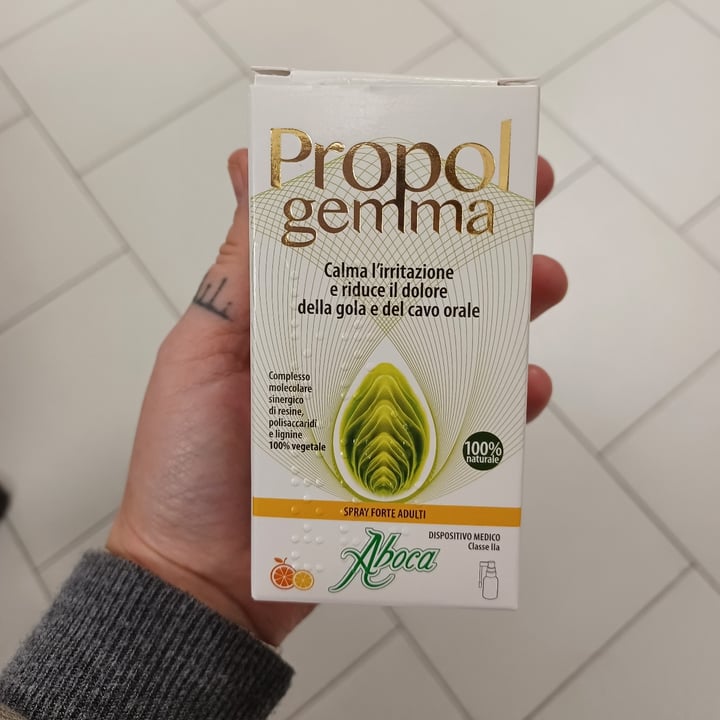 Propol
gemma
Calma l'irritazione
e riduce il dolore
della gola e del cavo orale
Complesso
molecolare
sinergico
di resine,
polisaccaridi
e lignine
100% vegetale
100%
naturale
SPRAY FORTE ADULTI
Aboca
DISPOSITIVO MEDICO
Classe IIa